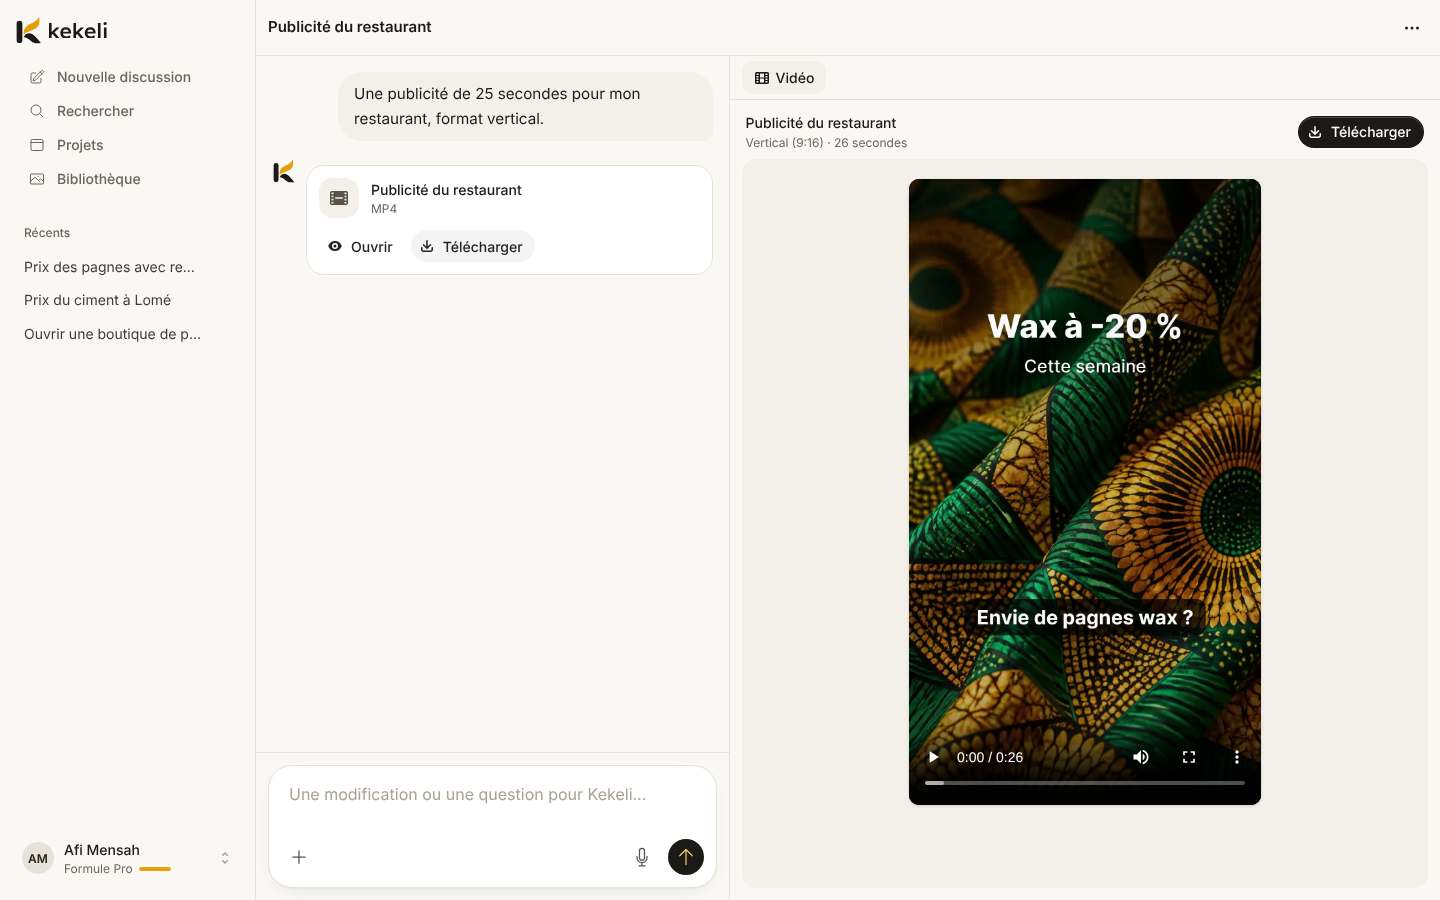 kekeli
Nouvelle discussion
Rechercher
Projets
Bibliothèque
Récents
Prix des pagnes avec re...
Prix du ciment à Lomé
Ouvrir une boutique de p...
AM
Afi Mensah
Formule Pro
Publicité du restaurant
Une publicité de 25 secondes pour mon
restaurant, format vertical.
Publicité du restaurant
MP4
Ouvrir
Télécharger
Une modification ou une question pour Kekeli...
Vidéo
Publicité du restaurant
Vertical (9:16) · 26 secondes
Télécharger
Wax à -20 %
Cette semaine
Envie de pagnes wax ?
0:00 / 0:26